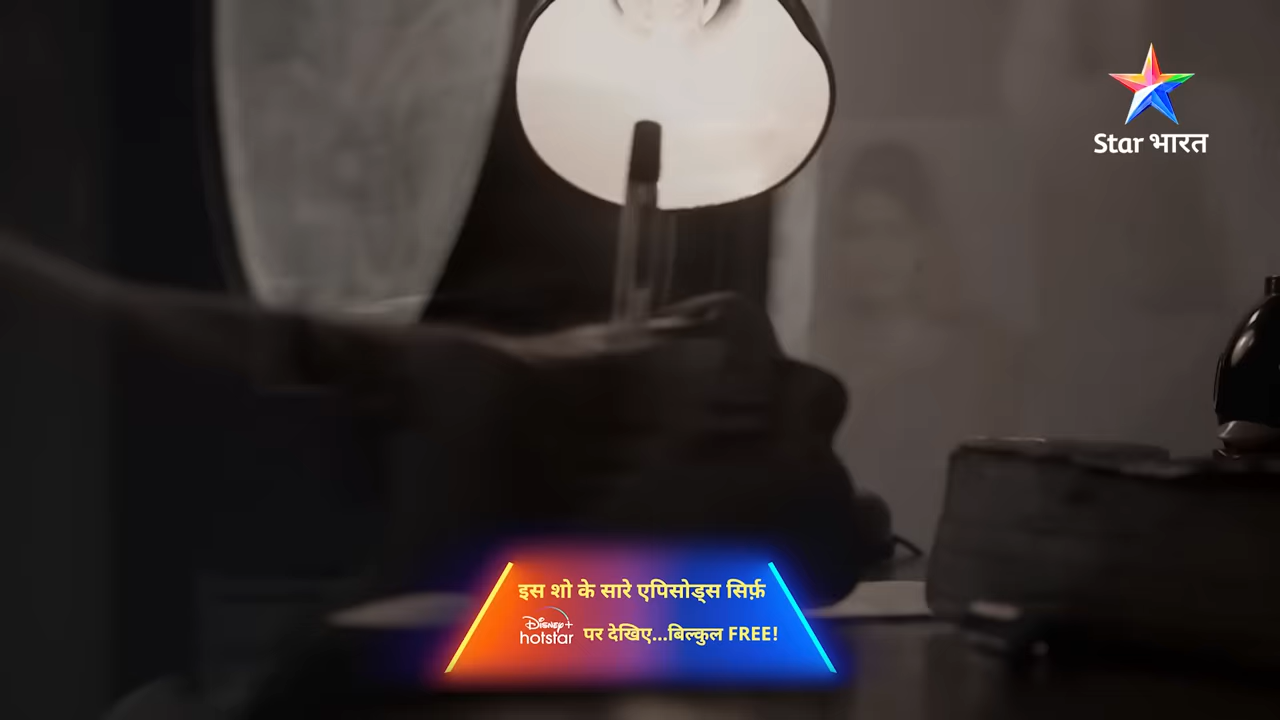 Star भारत
इस शो के सारे एपिसोड्स सिर्फ़
Disney+
hotstar पर देखिए...बिल्कुल FREE!